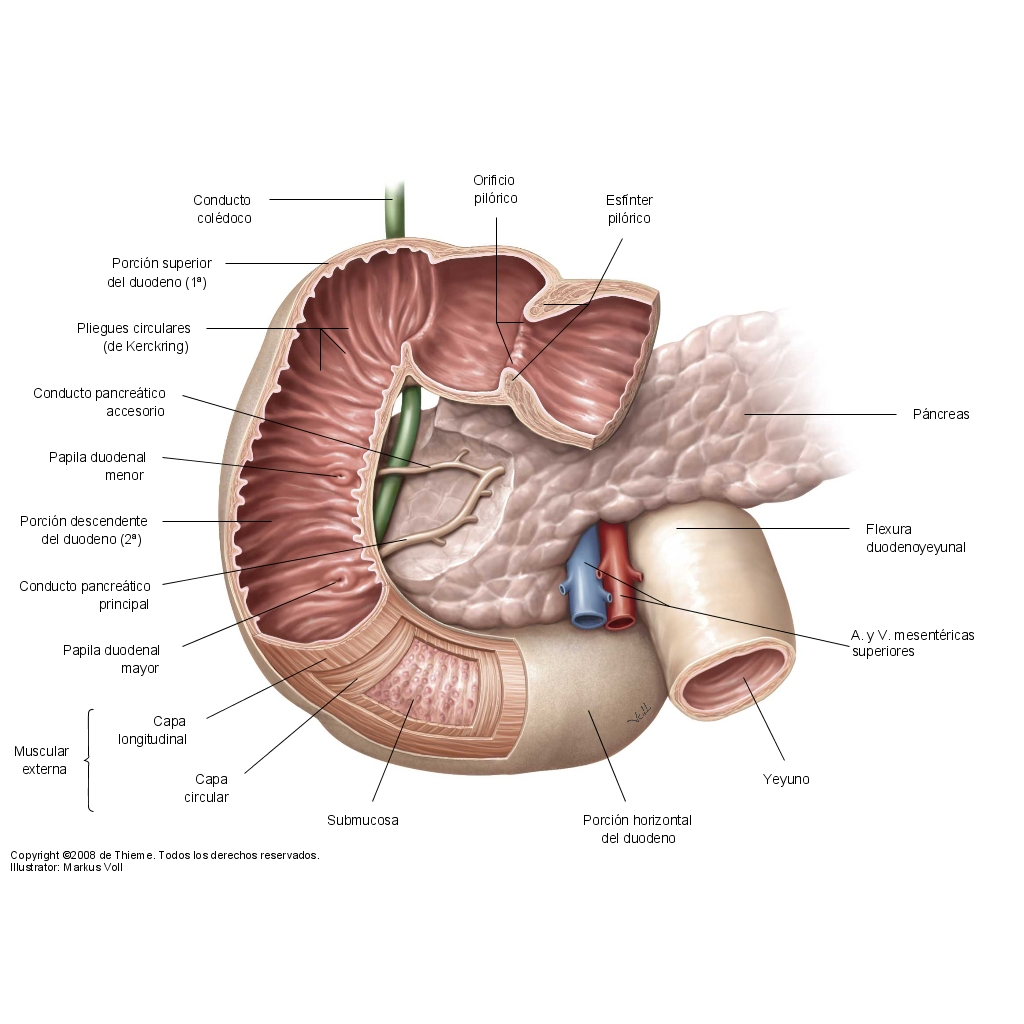 Conducto
colédoco
Orificio
pilórico
Esfínter
pilórico
Porción superior
del duodeno (1ª)
Pliegues circulares
(de Kerckring)
Conducto pancreático
accesorio
Páncreas
Papila duodenal
menor
Porción descendente
del duodeno (2ª)
Flexura
duodenoyeyunal
Conducto pancreático
principal
Papila duodenal
mayor
A. y V. mesentéricas
superiores
Capa
longitudinal
Muscular
externa
Capa
circular
Yeyuno
Submucosa
Porción horizontal
del duodeno
Voll
Copyright ©2008 de Thieme. Todos los derechos reservados.
Illustrator: Markus Voll